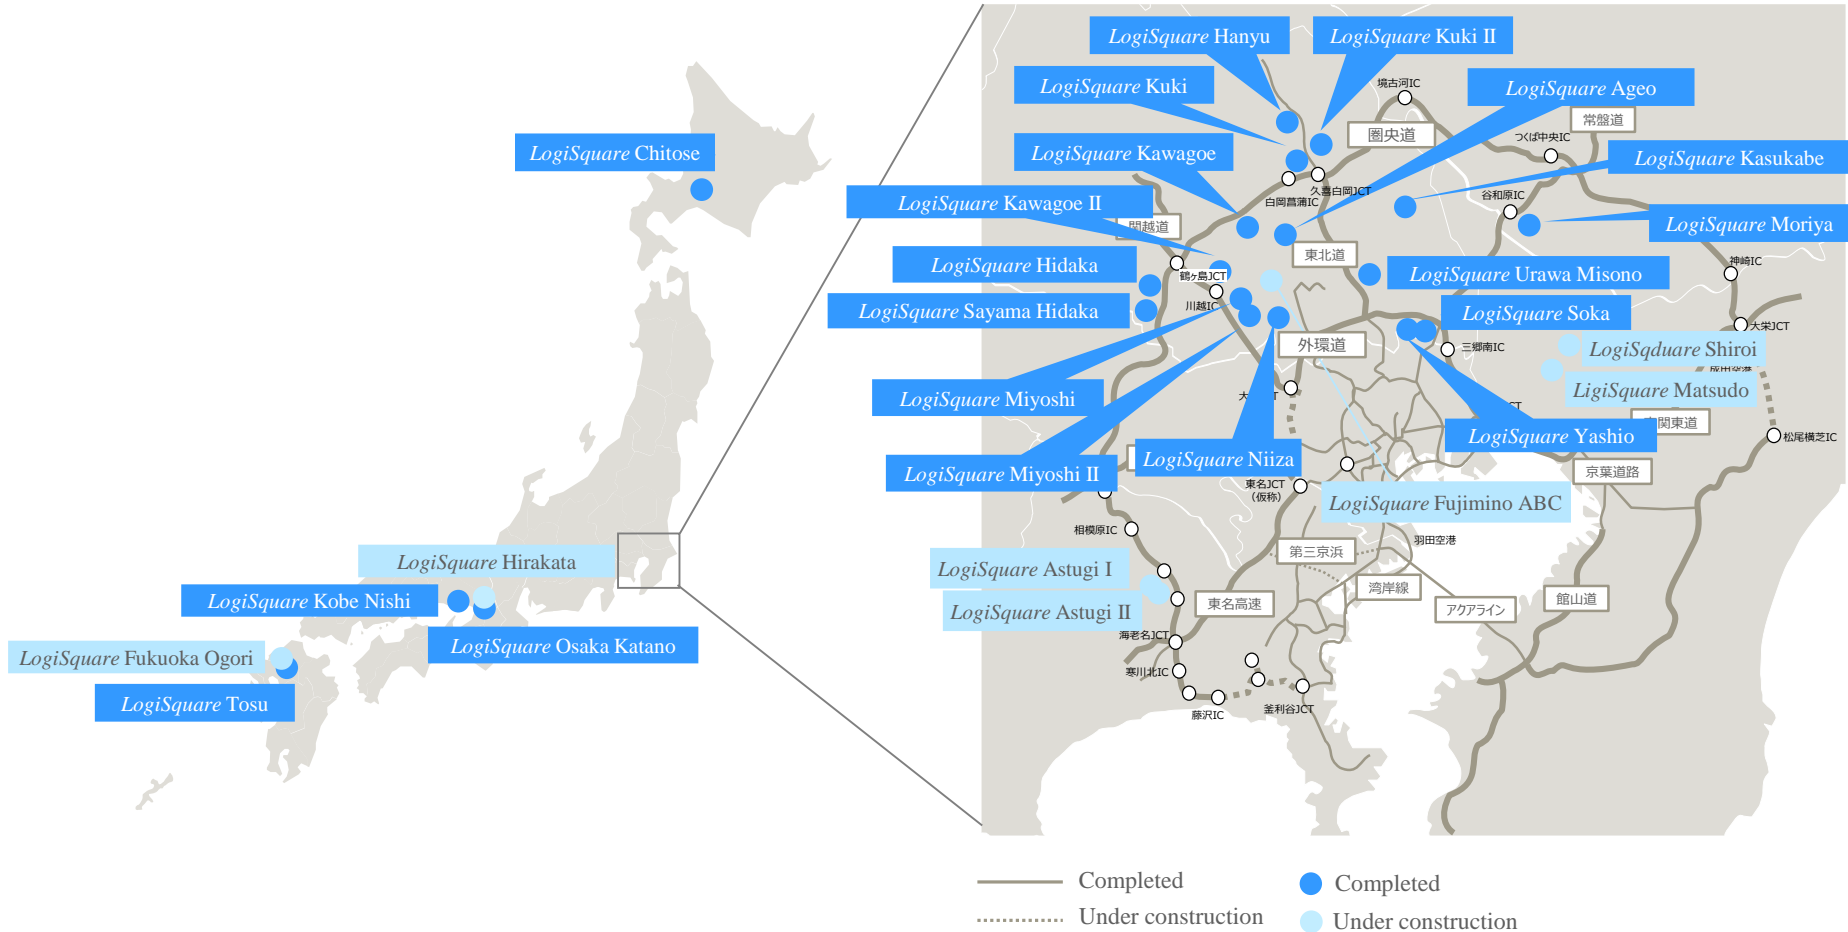 LogiSquare Chitose
LogiSquare Hirakata
LogiSquare Kobe Nishi
LogiSquare Osaka Katano
LogiSquare Fukuoka Ogori
LogiSquare Tosu
LogiSquare Hanyu
LogiSquare Kuki II
LogiSquare Kuki
LogiSquare Ageo
LogiSquare Kawagoe
LogiSquare Kasukabe
LogiSquare Kawagoe II
LogiSquare Moriya
LogiSquare Hidaka
LogiSquare Urawa Misono
LogiSquare Sayama Hidaka
LogiSquare Soka
LogiSqduare Shiroi
LigiSquare Matsudo
LogiSquare Miyoshi
LogiSquare Yashio
LogiSquare Miyoshi II
LogiSquare Niiza
LogiSquare Fujimino ABC
LogiSquare Astugi I
LogiSquare Astugi II
境古河IC
常盤道
圏央道
つくば中央IC
久喜白岡JCT
白岡菖蒲IC
谷和原IC
関越道
東北道
鶴ヶ島JCT
川越IC
神崎IC
大栄JCT
外環道
三郷南IC
成田空港
大
CT
関東道
松尾横芝IC
京葉道路
東名JCT
(仮称)
相模原IC
羽田空港
第三京浜
湾岸線
東名高速
アクアライン
館山道
海老名JCT
寒川北IC
藤沢IC
釜利谷JCT
Completed
Under construction
Completed
Under construction